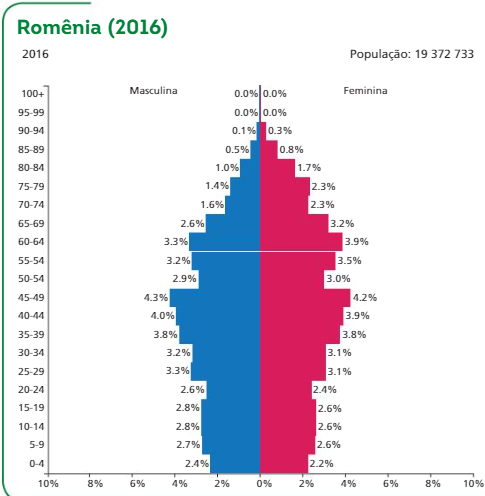 Romênia (2016)
2016 População: 19 372 733
Masculina Feminina
100+ 0.0% 0.0%
95-99 0.0% 0.0%
90-94 0.1% 0.3%
85-89 0.5% 0.8%
80-84 1.0% 1.7%
75-79 1.4% 2.3%
70-74 1.6% 2.3%
65-69 2.6% 3.2%
60-64 3.3% 3.9%
55-54 3.2% 3.5%
50-54 2.9% 3.0%
45-49 4.3% 4.2%
40-44 4.0% 3.9%
35-39 3.8% 3.8%
30-34 3.2% 3.1%
25-29 3.3% 3.1%
20-24 2.6% 2.4%
15-19 2.8% 2.6%
10-14 2.8% 2.6%
5-9 2.7% 2.6%
0-4 2.4% 2.2%
10% 8% 6% 4% 2% 0% 2% 4% 6% 8% 10%